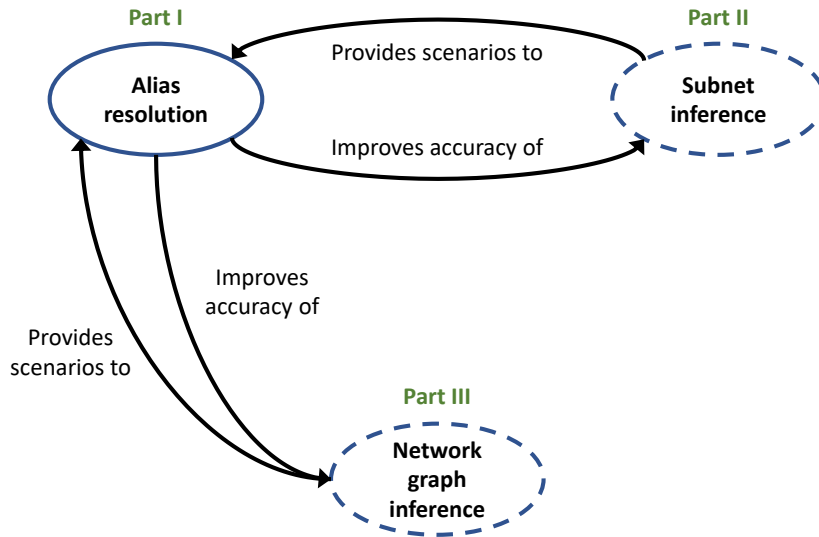 Part I
Part II
Provides scenarios to
Alias
resolution
Subnet
inference
Improves accuracy of
Improves
accuracy of
Provides
scenarios to
Part III
Network
graph
inference